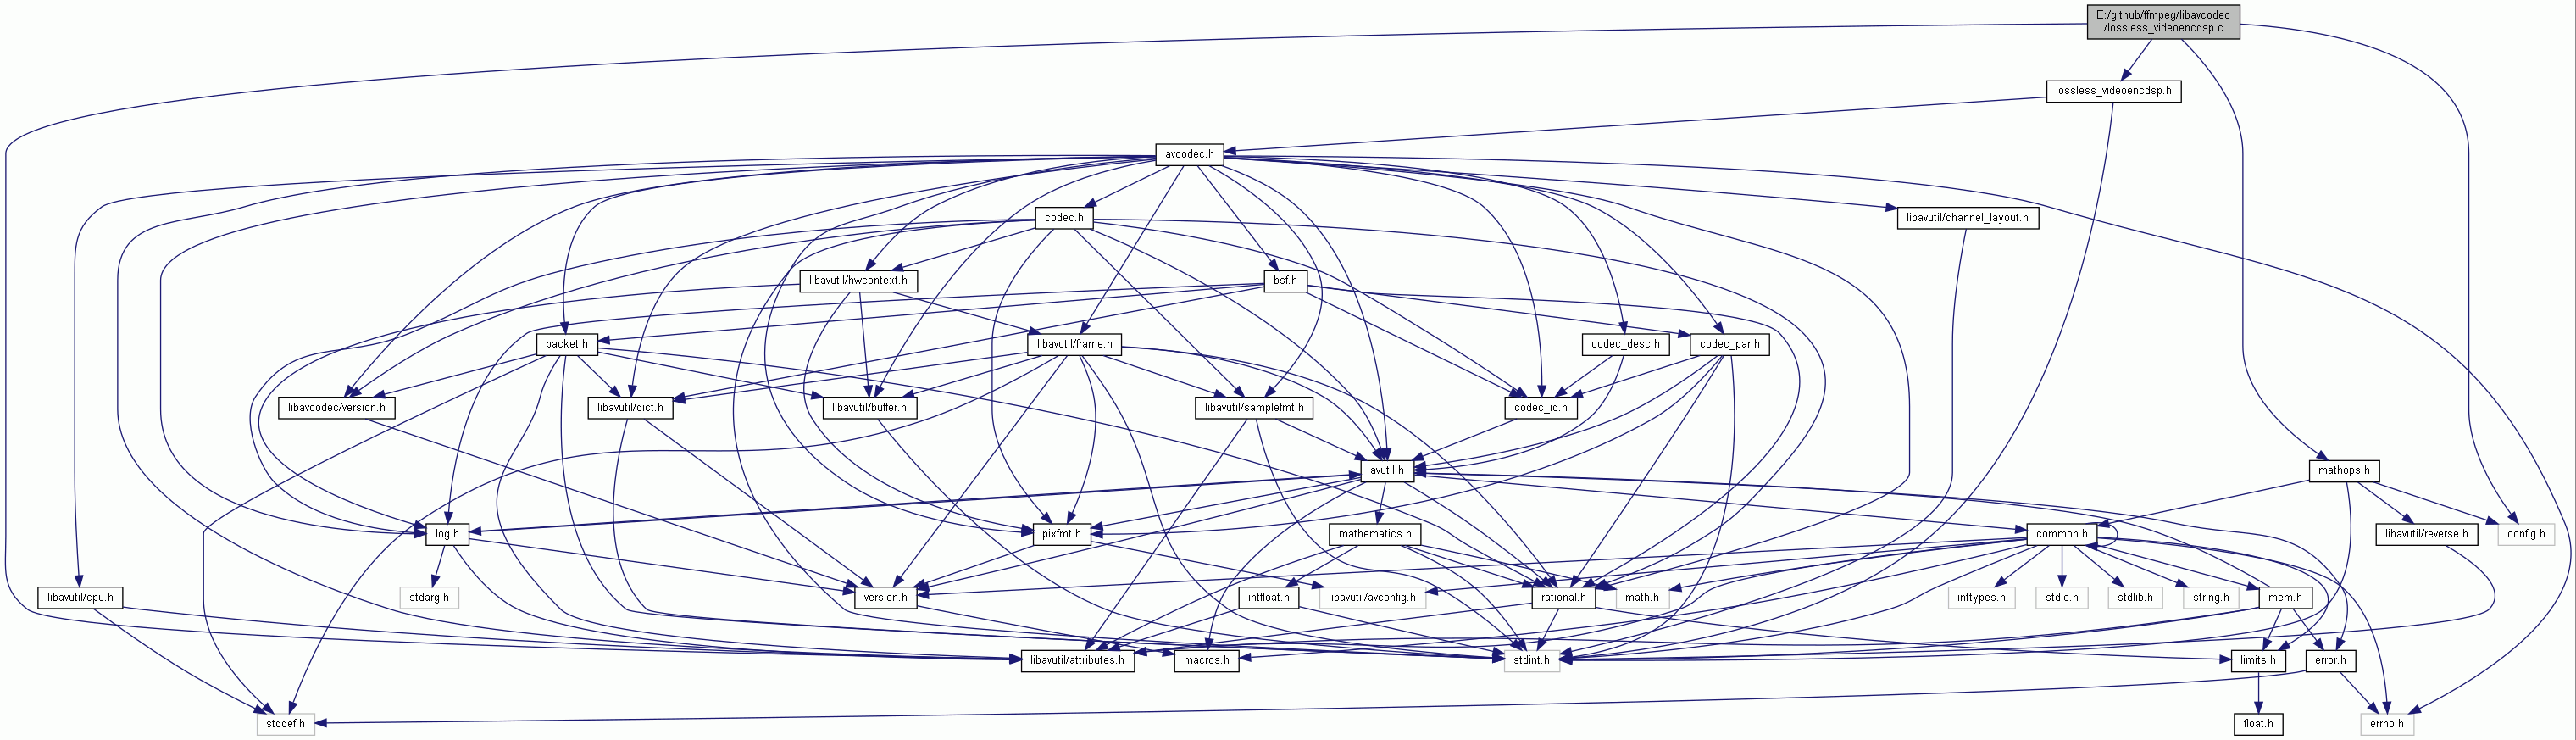 E:/github/ffmpeg/libavcodec
/lossless_videoencdsp.c
lossless_videoencdsp.h
avcodec.h
codec.h
libavutil/channel_layout.h
libavutil/hwcontext.h
bsf.h
packet.h
libavutil/frame.h
codec_desc.h
codec_par.h
libavcodec/version.h
libavutil/dict.h
libavutil/buffer.h
libavutil/samplefmt.h
codec_id.h
avutil.h
mathops.h
log.h
pixfmt.h
mathematics.h
common.h
libavutil/reverse.h
config.h
libavutil/cpu.h
stdarg.h
version.h
intfloat.h
libavutil/avconfig.h
rational.h
math.h
inttypes.h
stdio.h
stdlib.h
string.h
mem.h
libavutil/attributes.h
macros.h
stdint.h
limits.h
error.h
stddef.h
float.h
errno.h